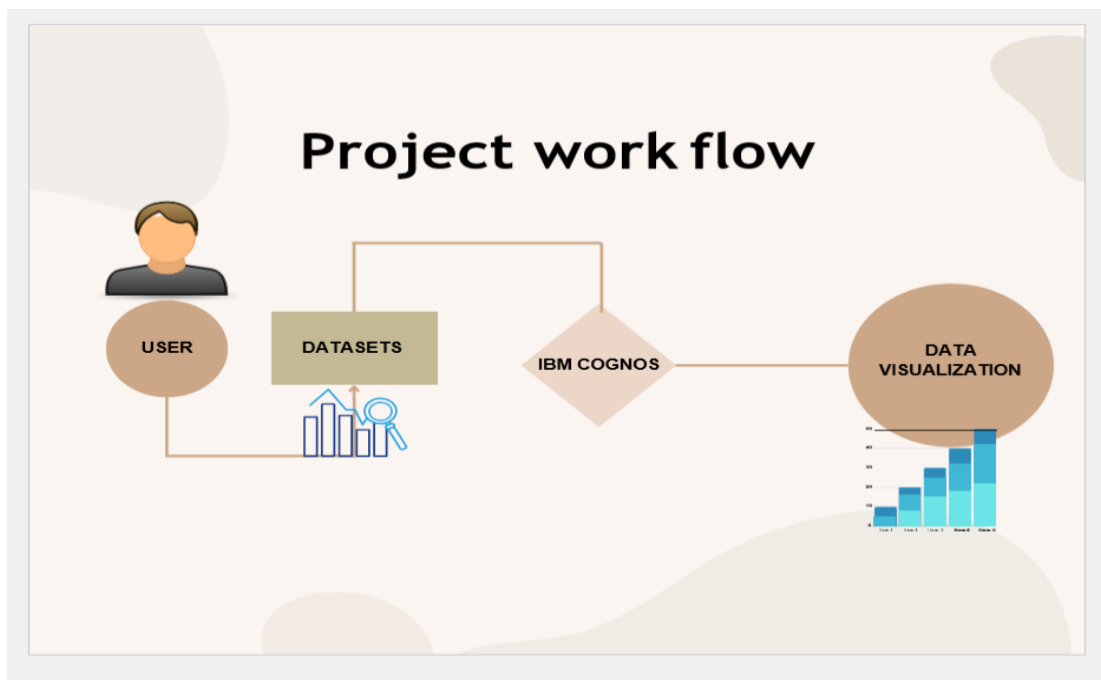 Project work flow
USER
DATASETS
IBM COGNOS
DATA
VISUALIZATION